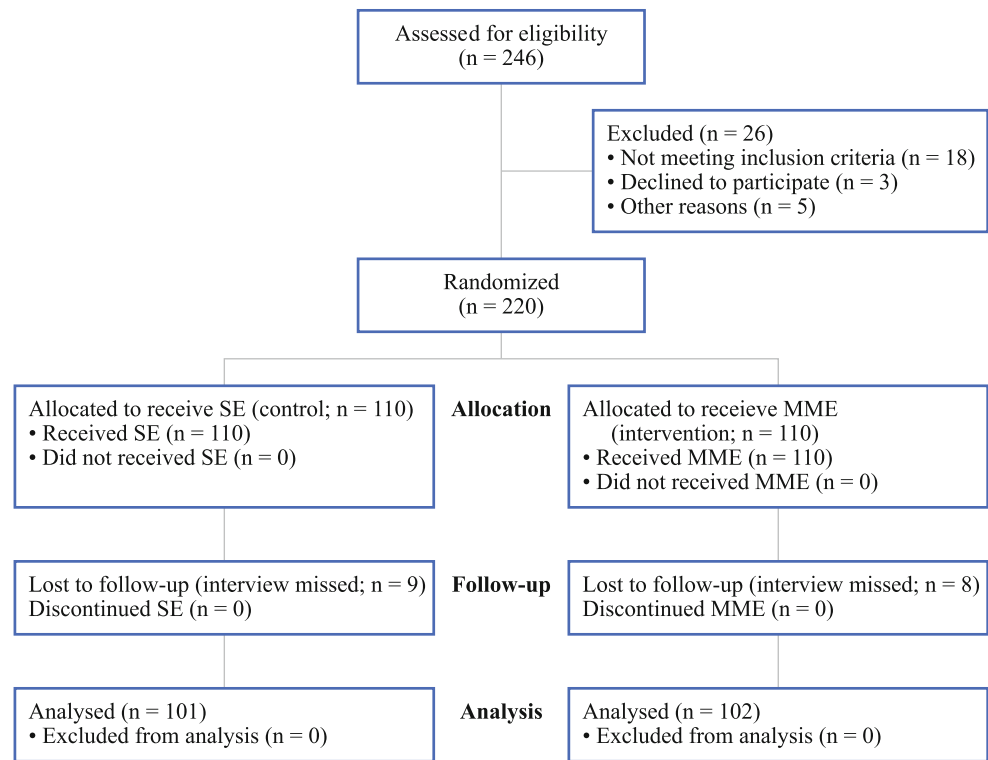 Assessed for eligibility
(n = 246)
Excluded (n = 26)
• Not meeting inclusion criteria (n = 18)
• Declined to participate (n = 3)
• Other reasons (n = 5)
Randomized
(n = 220)
Allocated to receive SE (control; n = 110)
• Received SE (n = 110)
• Did not received SE (n = 0)
Allocation
Allocated to receieve MME
(intervention; n = 110)
• Received MME (n = 110)
• Did not received MME (n = 0)
Lost to follow-up (interview missed; n = 9)
Discontinued SE (n = 0)
Follow-up
Lost to follow-up (interview missed; n = 8)
Discontinued MME (n = 0)
Analysed (n = 101)
• Excluded from analysis (n = 0)
Analysis
Analysed (n = 102)
• Excluded from analysis (n = 0)